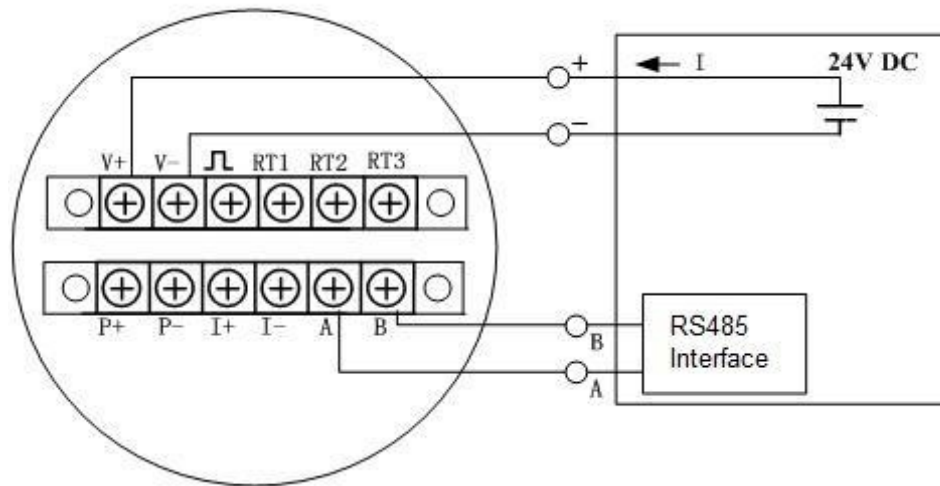 + I 24V DC
−
V+ V- ⎍ RT1 RT2 RT3
P+ P- I+ I- A B
B
A
RS485
Interface